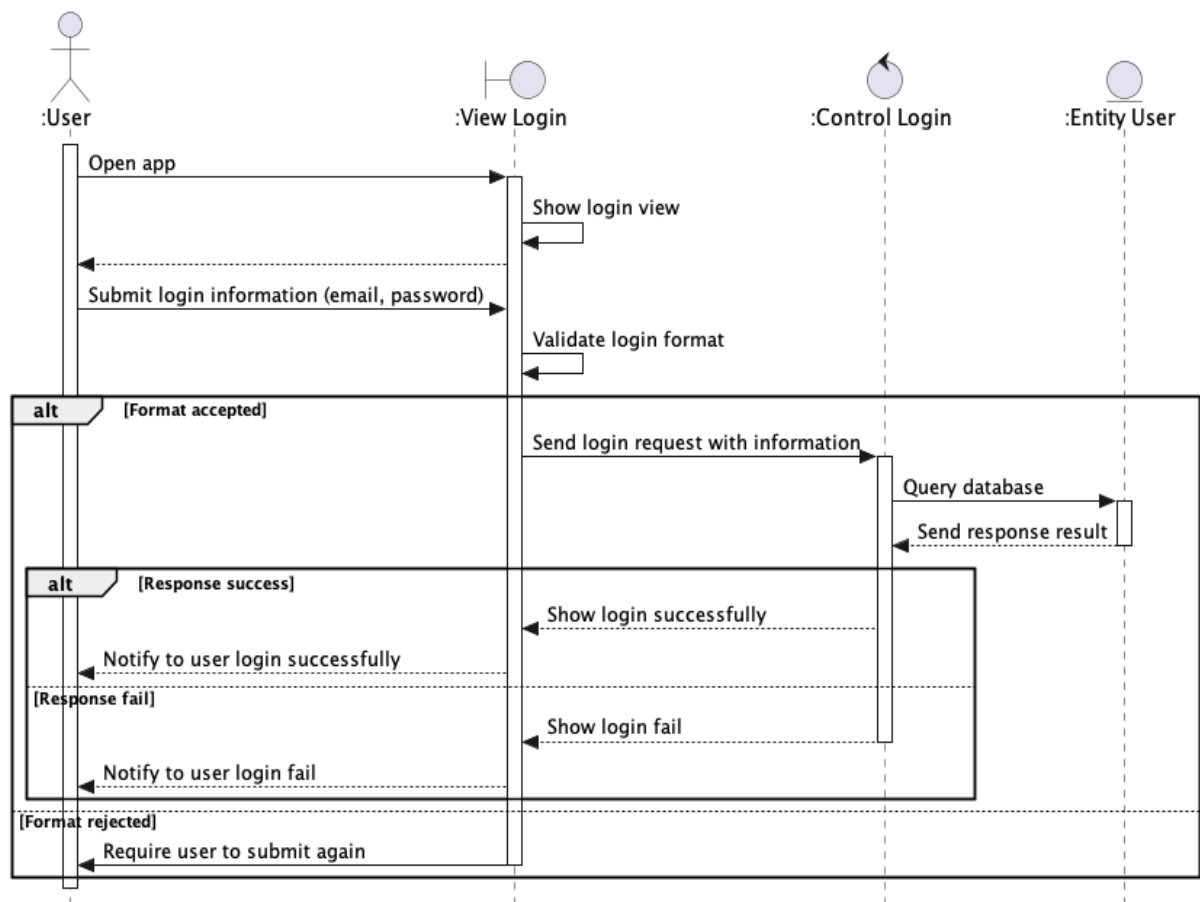 :User
:View Login
:Control Login
:Entity User
Open app
Show login view
Submit login information (email, password)
Validate login format
alt
[Format accepted]
Send login request with information
Query database
Send response result
alt
[Response success]
Show login successfully
Notify to user login successfully
[Response fail]
Show login fail
Notify to user login fail
[Format rejected]
Require user to submit again